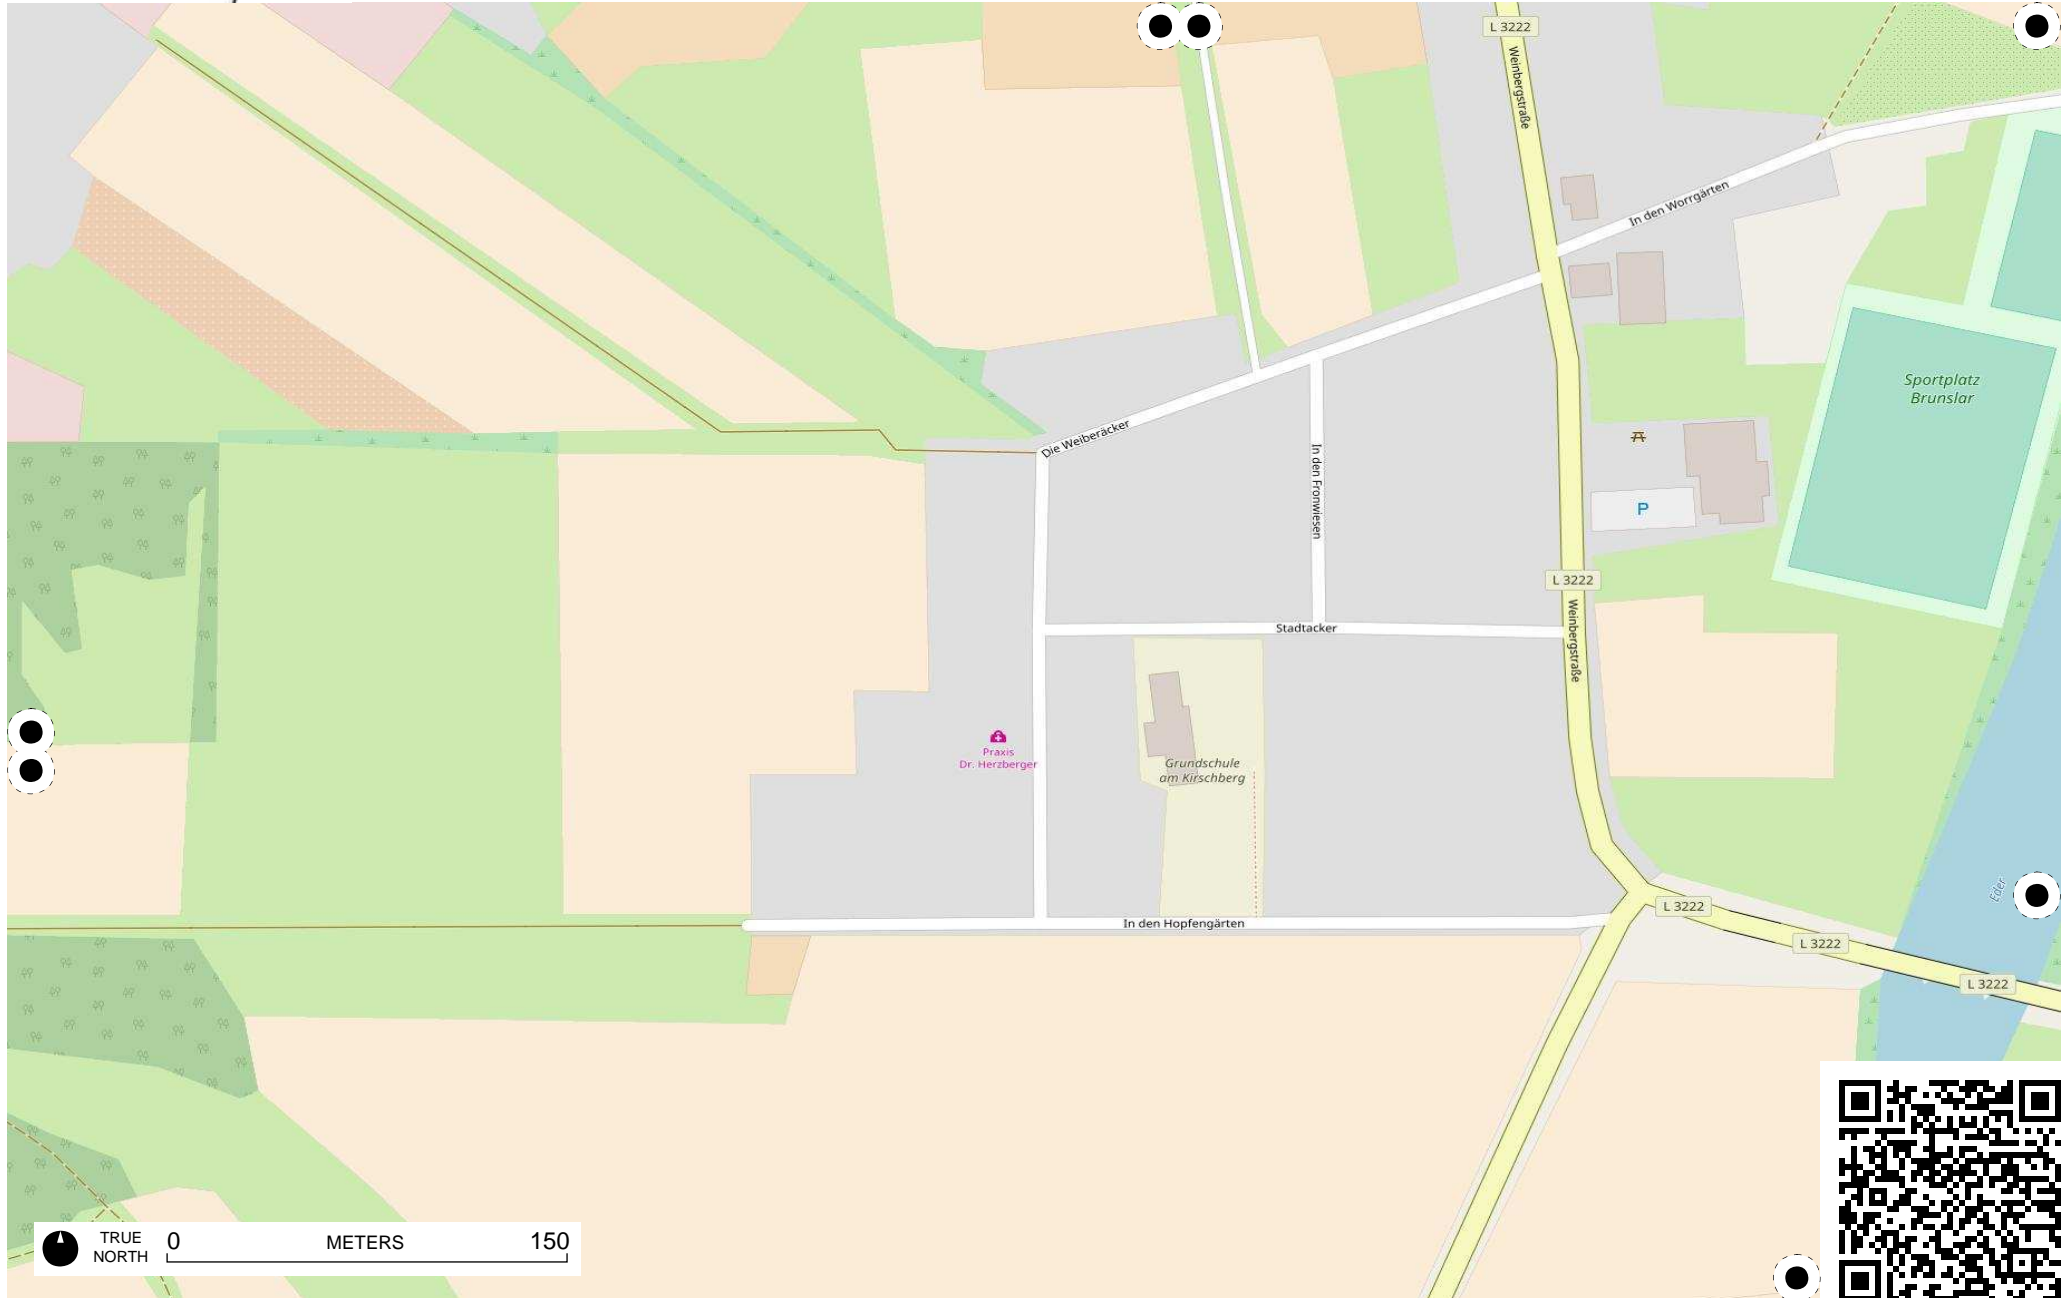 L 3222
Weinbergstraße
In den Worrgärten
Sportplatz
Brunslar
Die Weiberäcker
In den Fronwiesen
P
L 3222
Stadtacker
Weinbergstraße
Praxis
Dr. Herzberger
Grundschule
am Kirschberg
Eder
L 3222
In den Hopfengärten
L 3222
L 3222
TRUE
NORTH
0 METERS 150